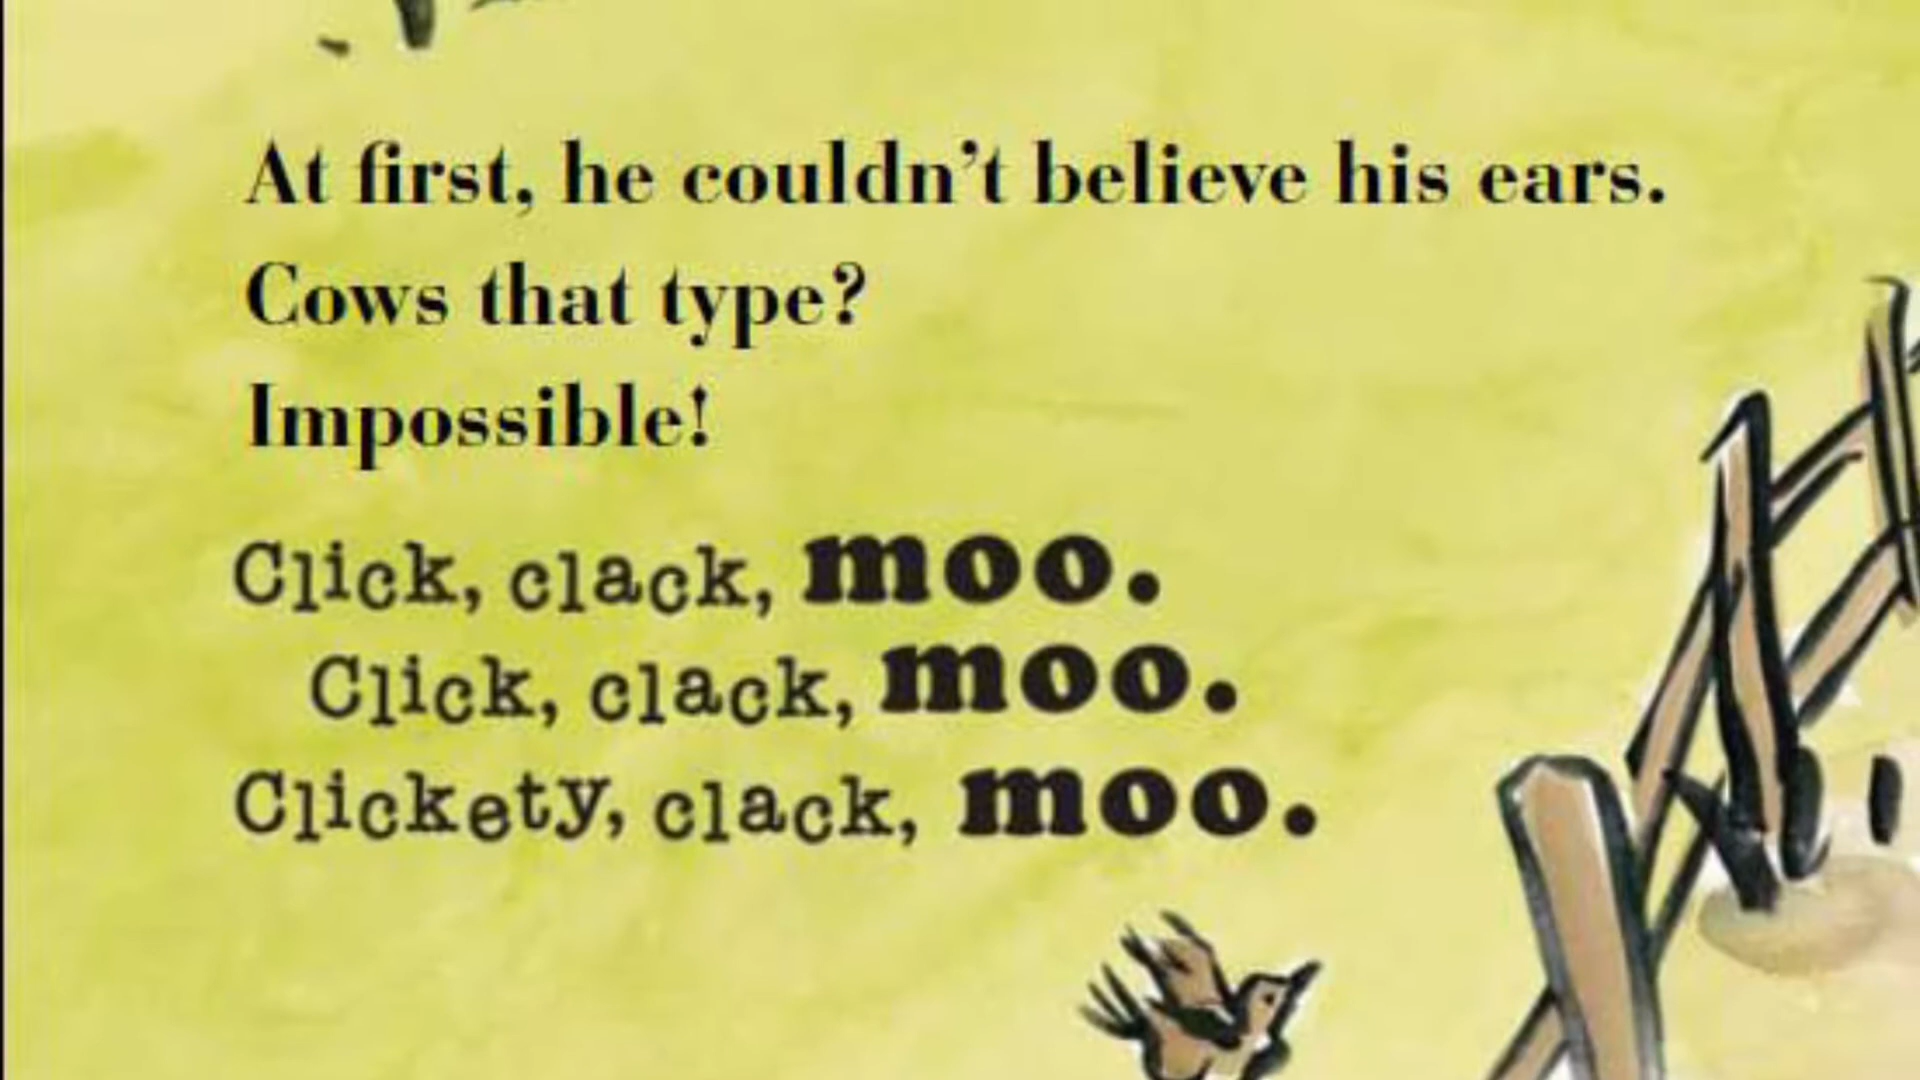 At first, he couldn’t believe his ears.
Cows that type?
Impossible!
Click, clack, moo.
Click, clack, moo.
Clickety, clack, moo.